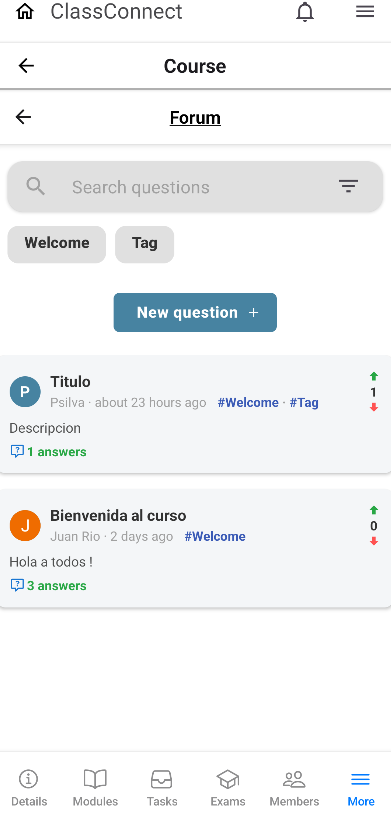 ClassConnect
Course
Forum
Search questions
Welcome Tag
New question +
P Titulo
Psilva · about 23 hours ago #Welcome · #Tag
1
Descripcion
1 answers
J Bienvenida al curso
Juan Rio · 2 days ago #Welcome
0
Hola a todos !
3 answers
Details Modules Tasks Exams Members More